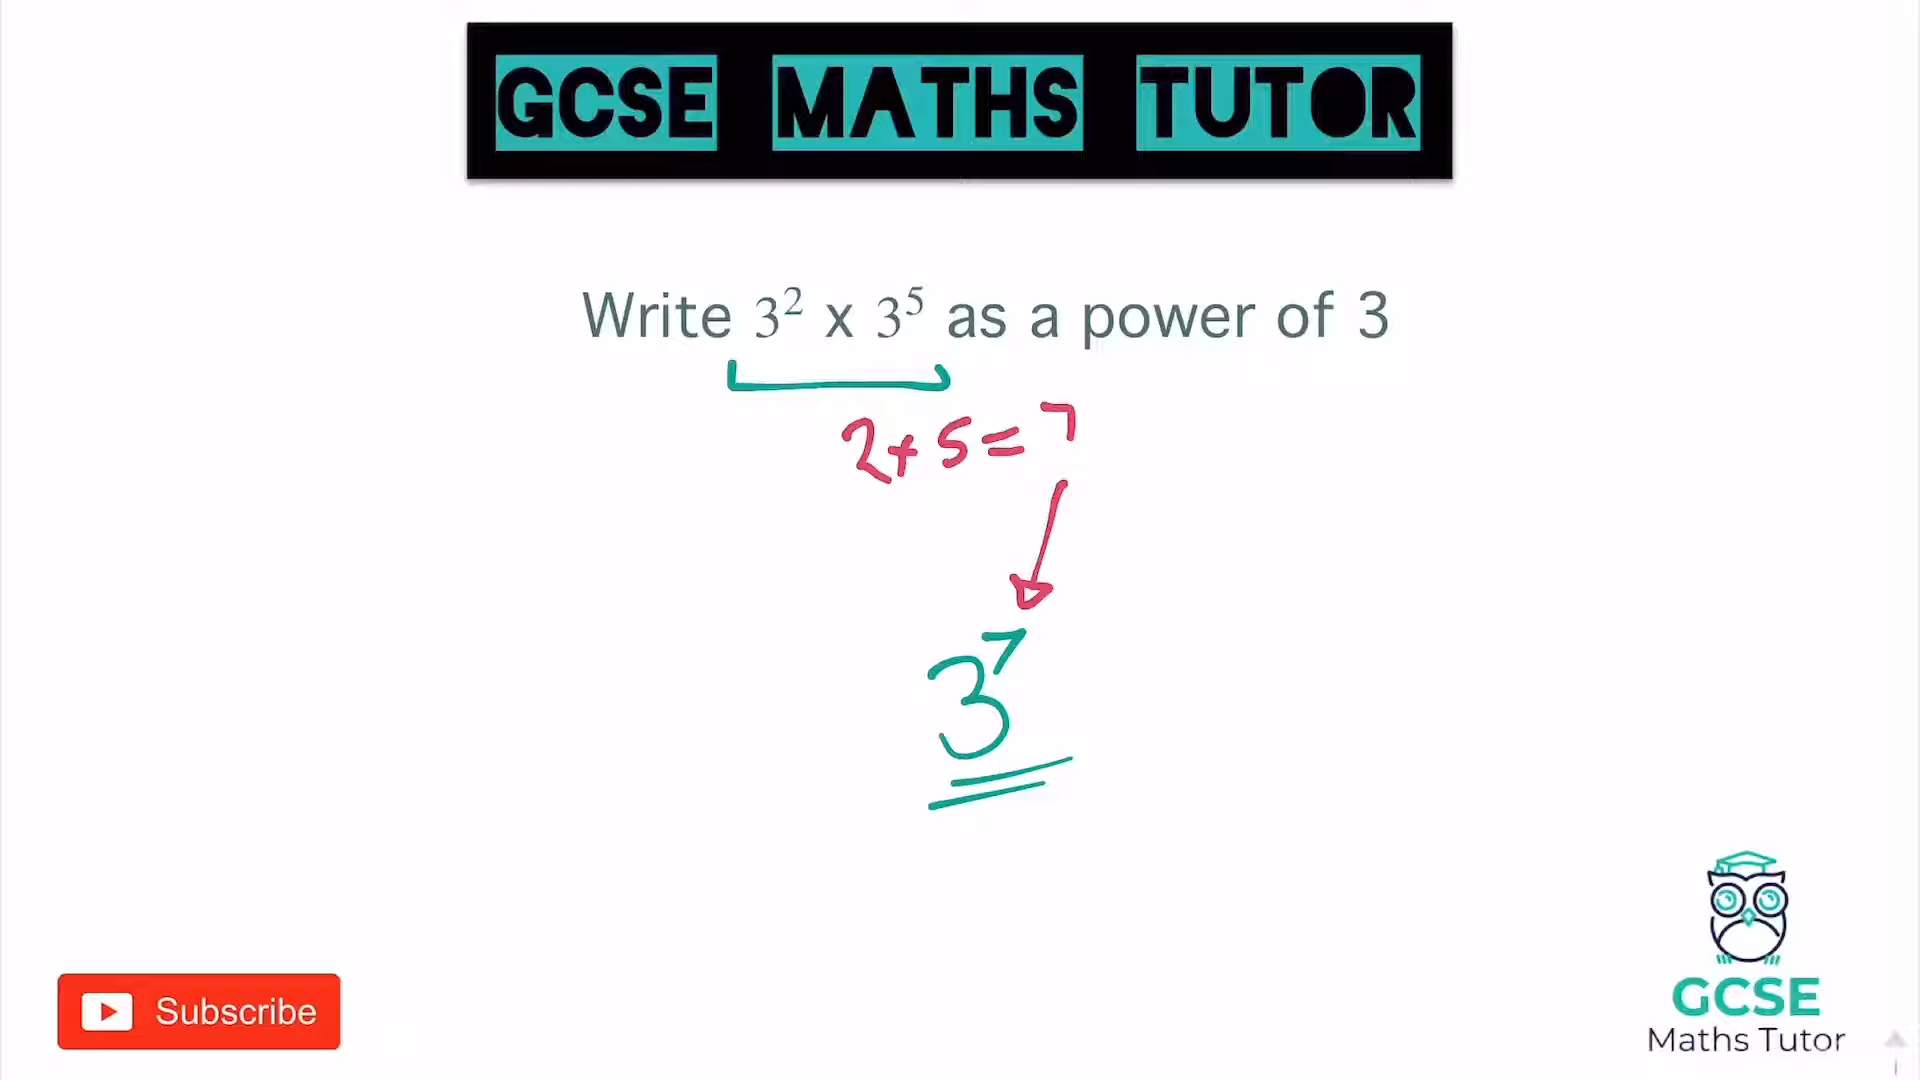 GCSE MATHS TUTOR
Write 3² x 3⁵ as a power of 3
2+5=7
3⁷
Subscribe
GCSE
Maths Tutor